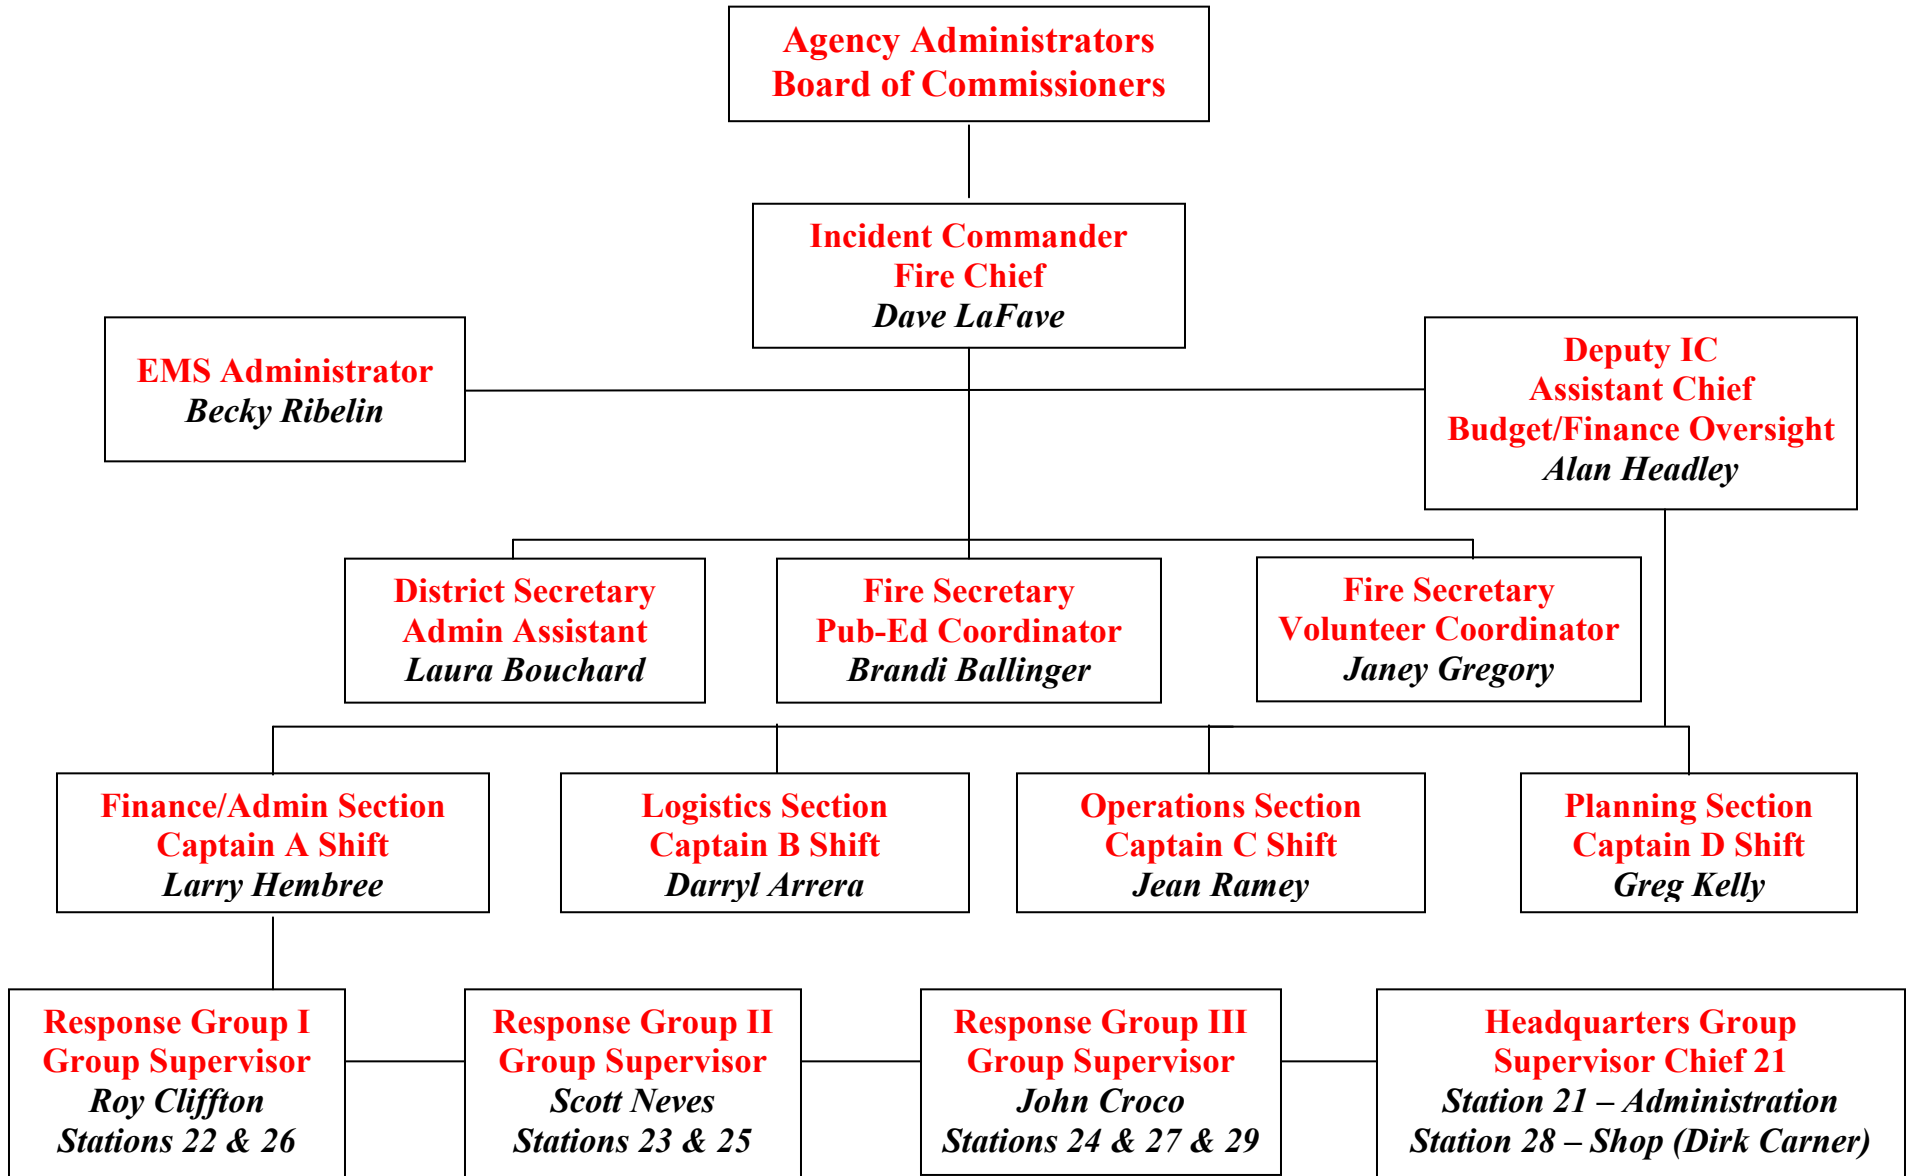 Agency Administrators
Board of Commissioners
Incident Commander
Fire Chief
Dave LaFave
EMS Administrator
Becky Ribelin
Deputy IC
Assistant Chief
Budget/Finance Oversight
Alan Headley
District Secretary
Admin Assistant
Laura Bouchard
Fire Secretary
Pub-Ed Coordinator
Brandi Ballinger
Fire Secretary
Volunteer Coordinator
Janey Gregory
Finance/Admin Section
Captain A Shift
Larry Hembree
Logistics Section
Captain B Shift
Darryl Arrera
Operations Section
Captain C Shift
Jean Ramey
Planning Section
Captain D Shift
Greg Kelly
Response Group I
Group Supervisor
Roy Cliffton
Stations 22 & 26
Response Group II
Group Supervisor
Scott Neves
Stations 23 & 25
Response Group III
Group Supervisor
John Croco
Stations 24 & 27 & 29
Headquarters Group
Supervisor Chief 21
Station 21 – Administration
Station 28 – Shop (Dirk Carner)